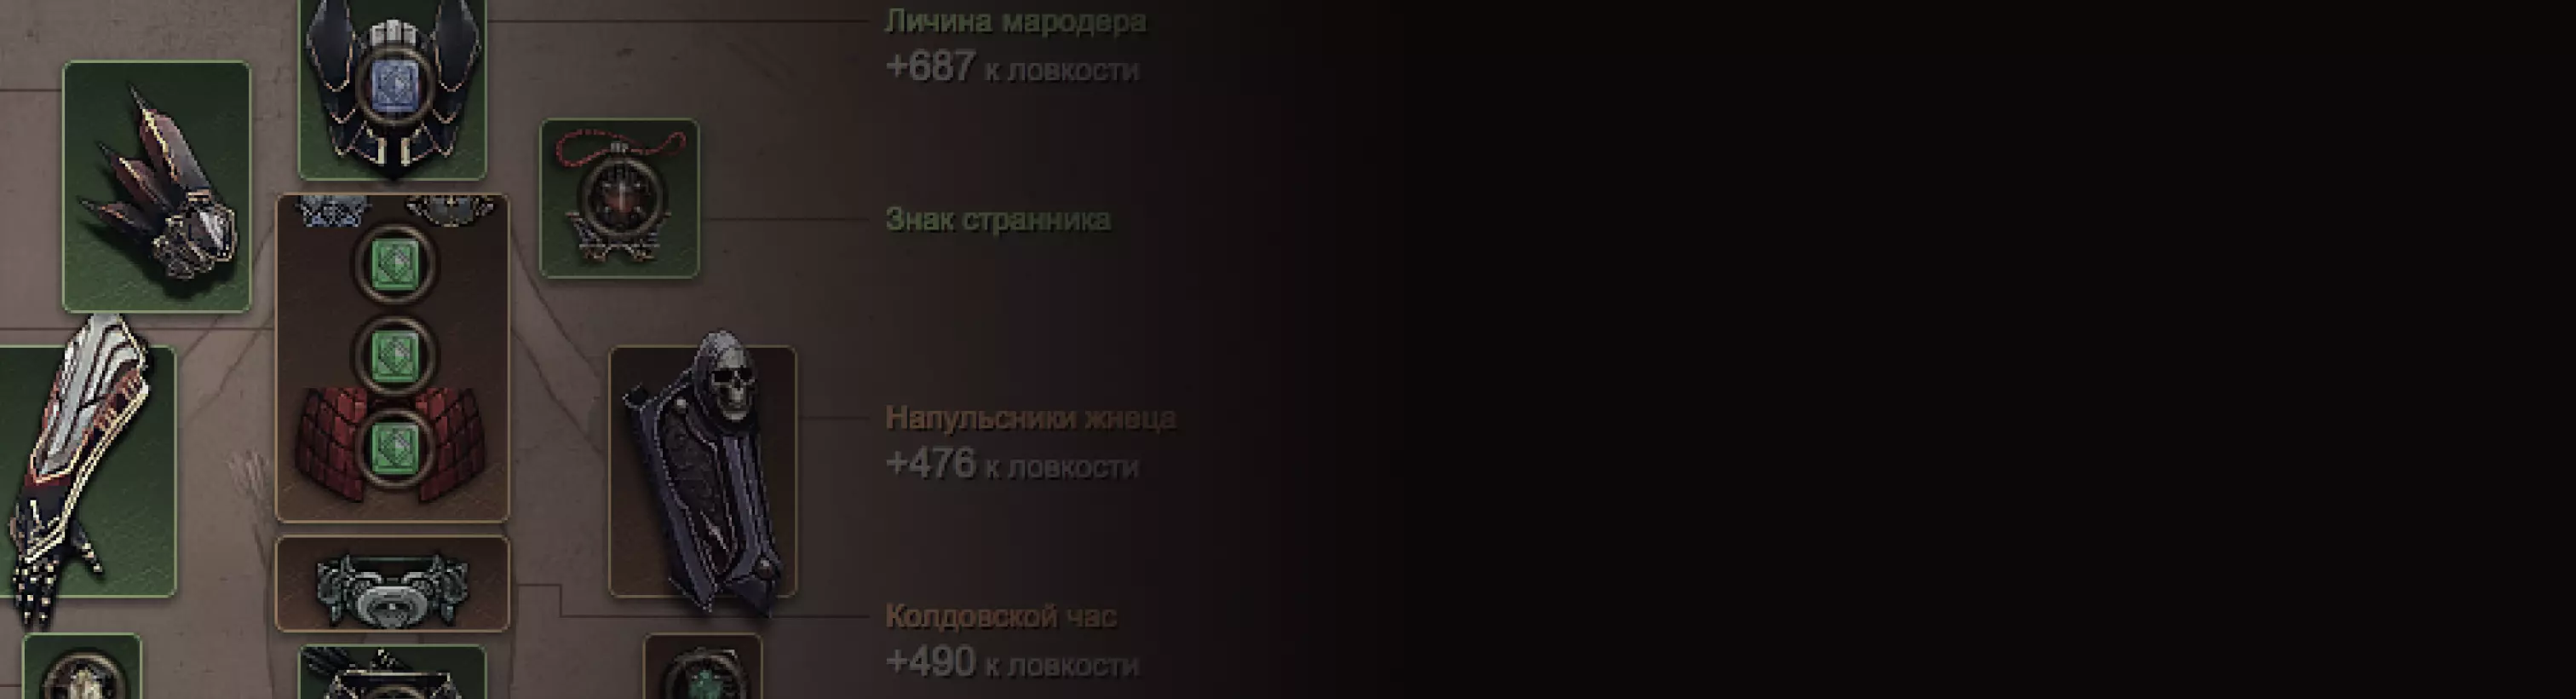 Личина мародера
+687 к ловкости
Знак странника
Напульсники жнеца
+476 к ловкости
Колдовской час
+490 к ловкости